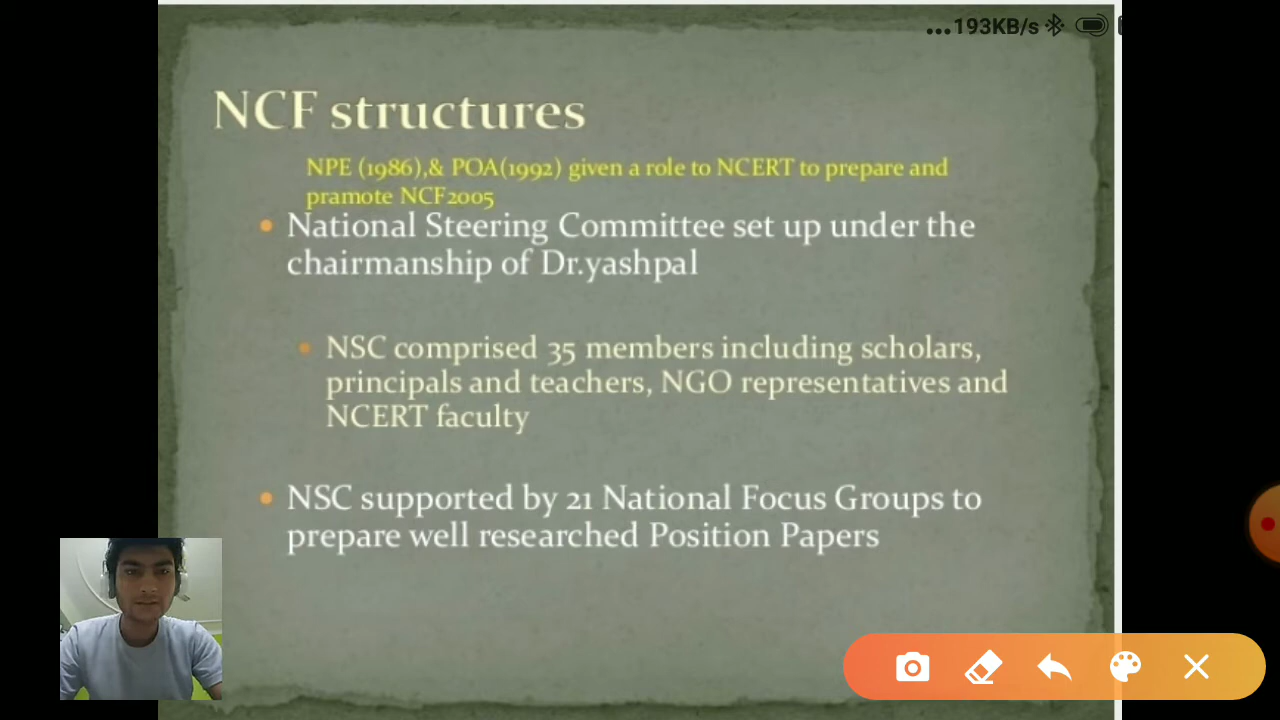 ...193KB/s
NCF structures
NPE (1986),& POA(1992) given a role to NCERT to prepare and
pramote NCF2005
• National Steering Committee set up under the
chairmanship of Dr.yashpal
• NSC comprised 35 members including scholars,
principals and teachers, NGO representatives and
NCERT faculty
• NSC supported by 21 National Focus Groups to
prepare well researched Position Papers